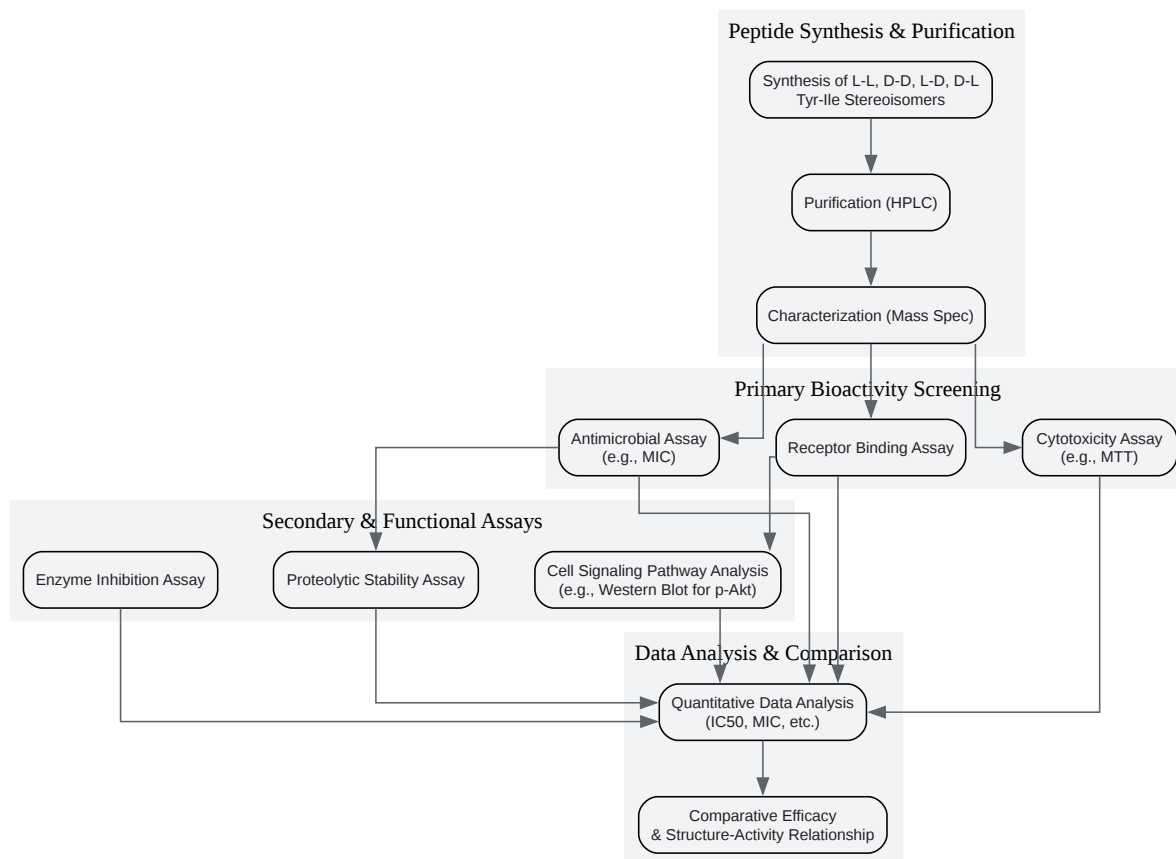 Peptide Synthesis & Purification
Synthesis of L-L, D-D, L-D, D-L
Tyr-Ile Stereoisomers
Purification (HPLC)
Characterization (Mass Spec)
Primary Bioactivity Screening
Antimicrobial Assay
(e.g., MIC)
Receptor Binding Assay
Cytotoxicity Assay
(e.g., MTT)
Secondary & Functional Assays
Enzyme Inhibition Assay
Proteolytic Stability Assay
Cell Signaling Pathway Analysis
(e.g., Western Blot for p-Akt)
Data Analysis & Comparison
Quantitative Data Analysis
(IC50, MIC, etc.)
Comparative Efficacy
& Structure-Activity Relationship